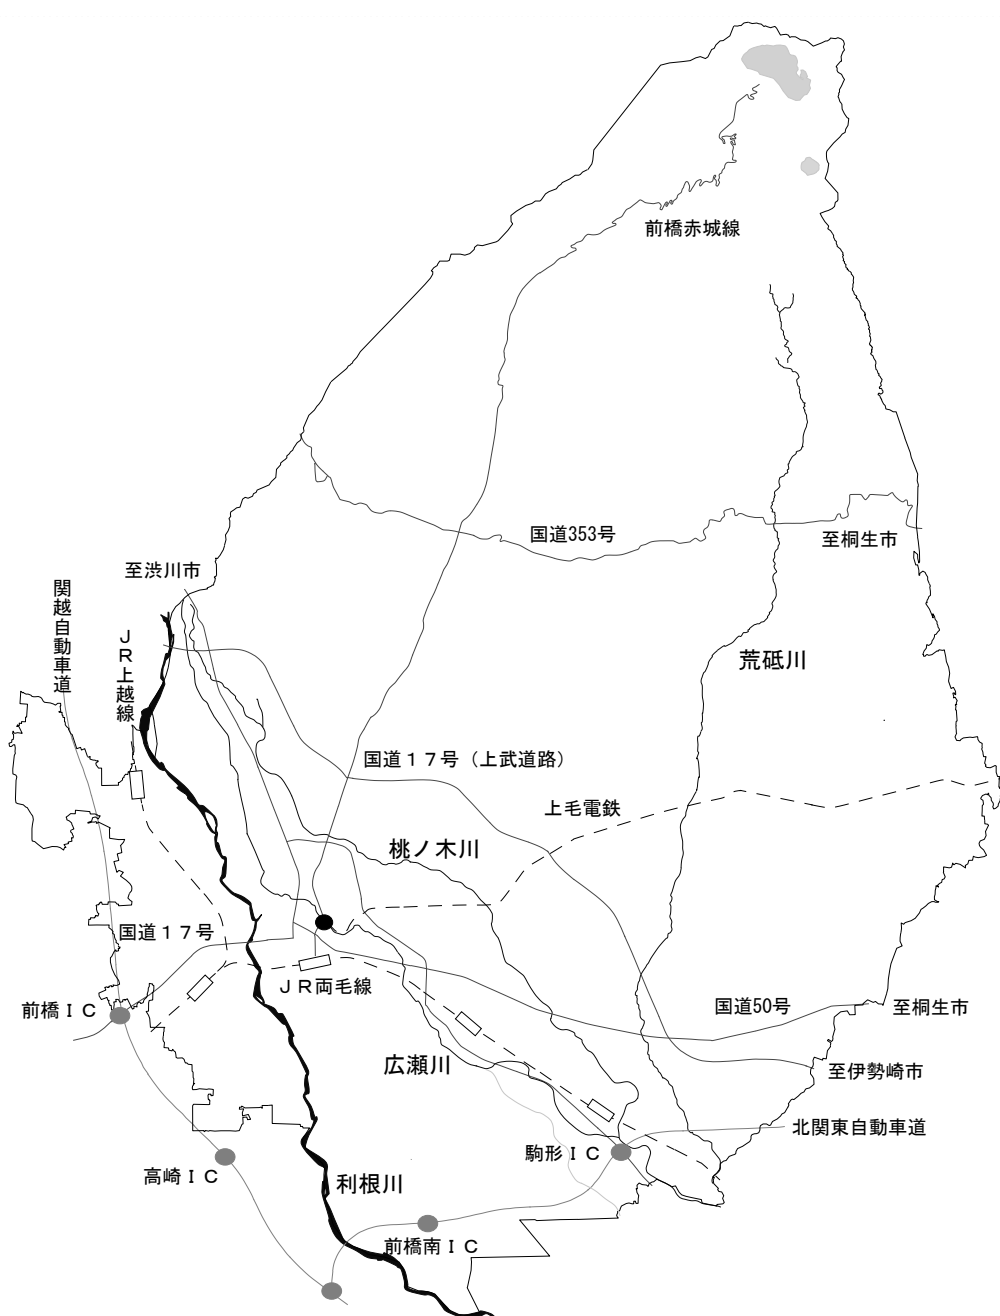 前橋赤城線
国道353号
至桐生市
至渋川市
関越自動車道
ＪＲ上越線
荒砥川
国道１７号（上武道路）
上毛電鉄
桃ノ木川
国道１７号
ＪＲ両毛線
前橋ＩＣ
国道50号
至桐生市
広瀬川
至伊勢崎市
北関東自動車道
駒形ＩＣ
高崎ＩＣ
利根川
前橋南ＩＣ